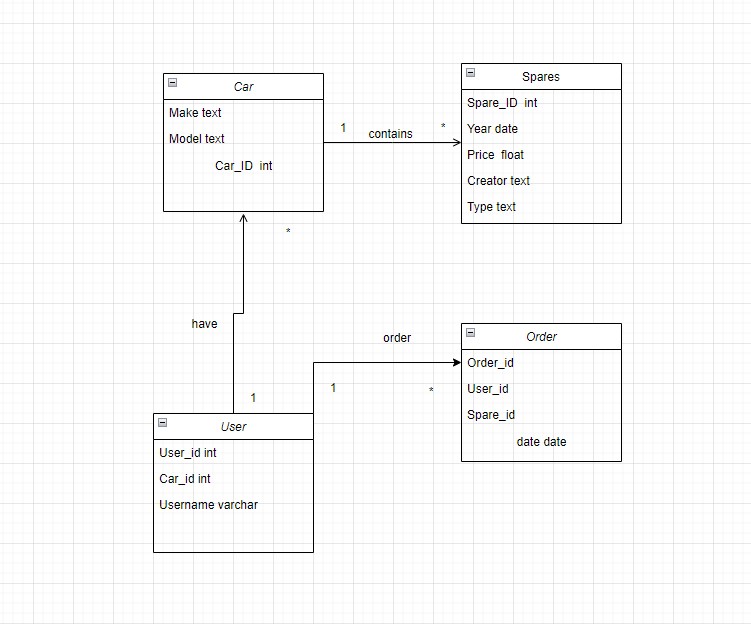 Car
Make text
Model text
Car_ID int
1
contains
*
Spares
Spare_ID int
Year date
Price float
Creator text
Type text
*
have
1
order
1
*
Order
Order_id
User_id
Spare_id
date date
User
User_id int
Car_id int
Username varchar